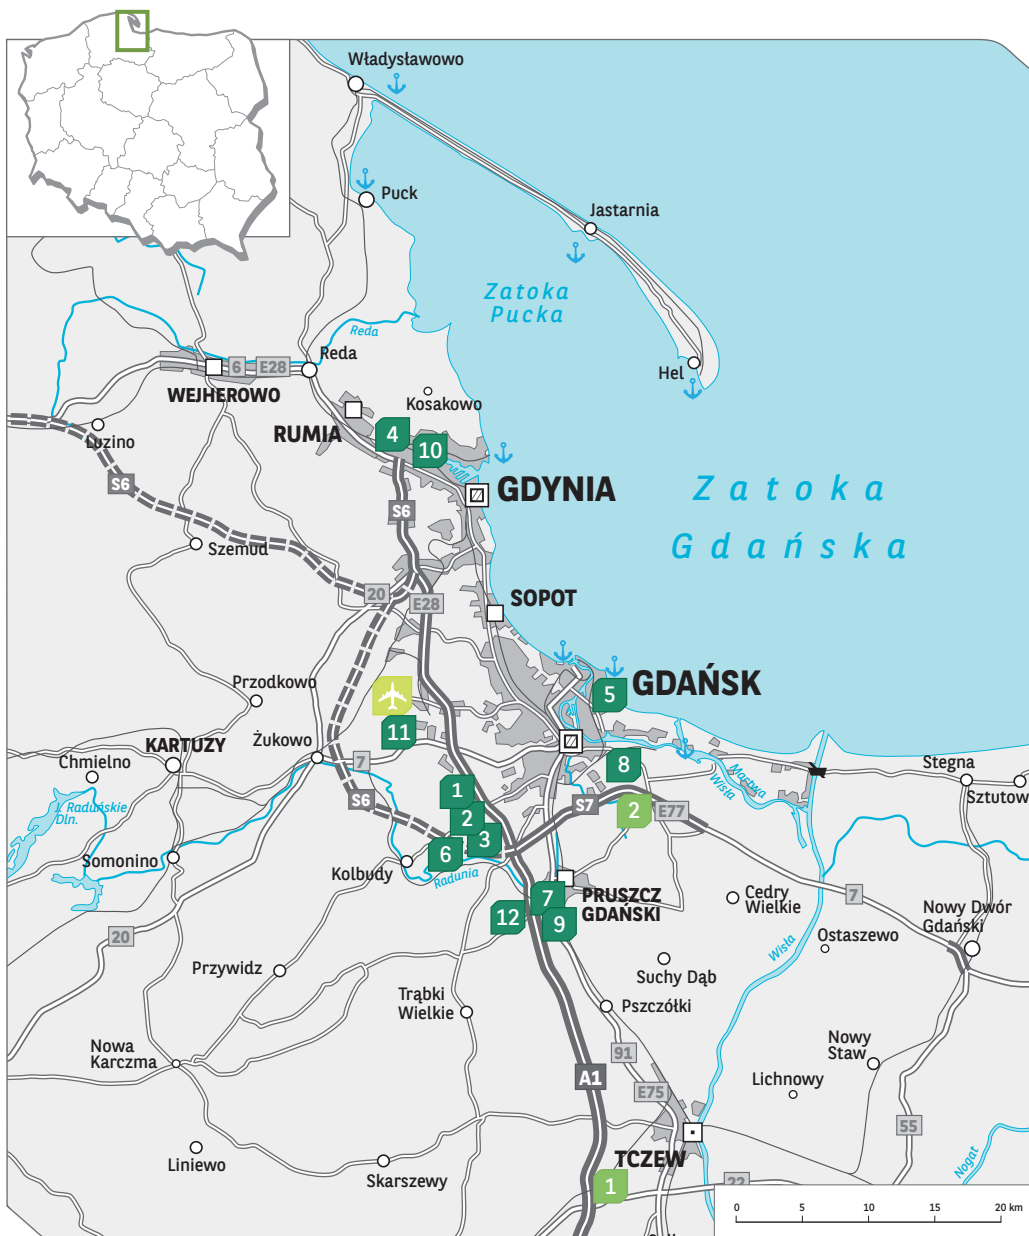 Władysławowo
Puck
Jastarnia
Zatoka
Pucka
Reda
Reda
6
E28
Hel
WEJHEROWO
Kosakowo
RUMIA
4
10
Luzino
S6
GDYNIA
Zatoka
Gdańska
S6
Szemud
20
E28
SOPOT
GDAŃSK
5
Przodkowo
11
KARTUZY
Żukowo
7
Chmielno
8
Stegna
Martwa
Wisła
Sztutowo
J. Raduńskie
Dln.
S6
1
2
3
S7
2
E77
6
Somonino
Kolbudy
Radunia
PRUSZCZ
GDAŃSKI
7
12
9
Cedry
Wielkie
7
Nowy Dwór
Gdański
20
Wisła
Ostaszewo
Przywidz
Suchy Dąb
Trąbki
Wielkie
Pszczółki
Nowa
Karczma
91
Nowy
Staw
A1
E75
Lichnowy
55
Liniewo
TCZEW
Skarszewy
1
22
Nogat
0 5 10 15 20 km